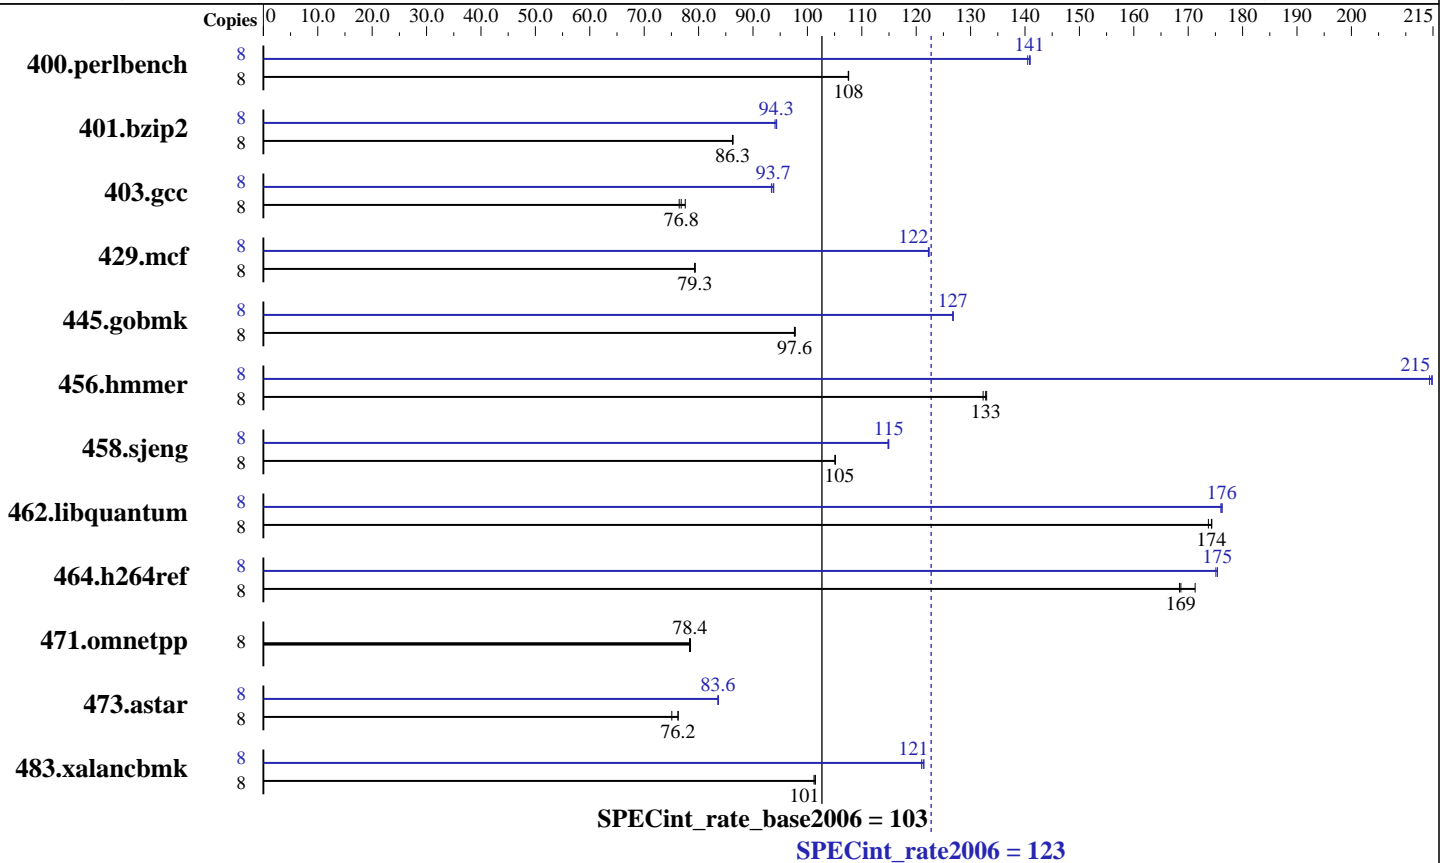 Copies 0 10.0 20.0 30.0 40.0 50.0 60.0 70.0 80.0 90.0 100 110 120 130 140 150 160 170 180 190 200 215
400.perlbench 8 141
8 108
401.bzip2 8 94.3
8 86.3
403.gcc 8 93.7
8 76.8
429.mcf 8 122
8 79.3
445.gobmk 8 127
8 97.6
456.hmmer 8 215
8 133
458.sjeng 8 115
8 105
462.libquantum 8 176
8 174
464.h264ref 8 175
8 169
471.omnetpp 8 78.4
473.astar 8 83.6
8 76.2
483.xalancbmk 8 121
8 101
SPECint_rate_base2006 = 103
SPECint_rate2006 = 123